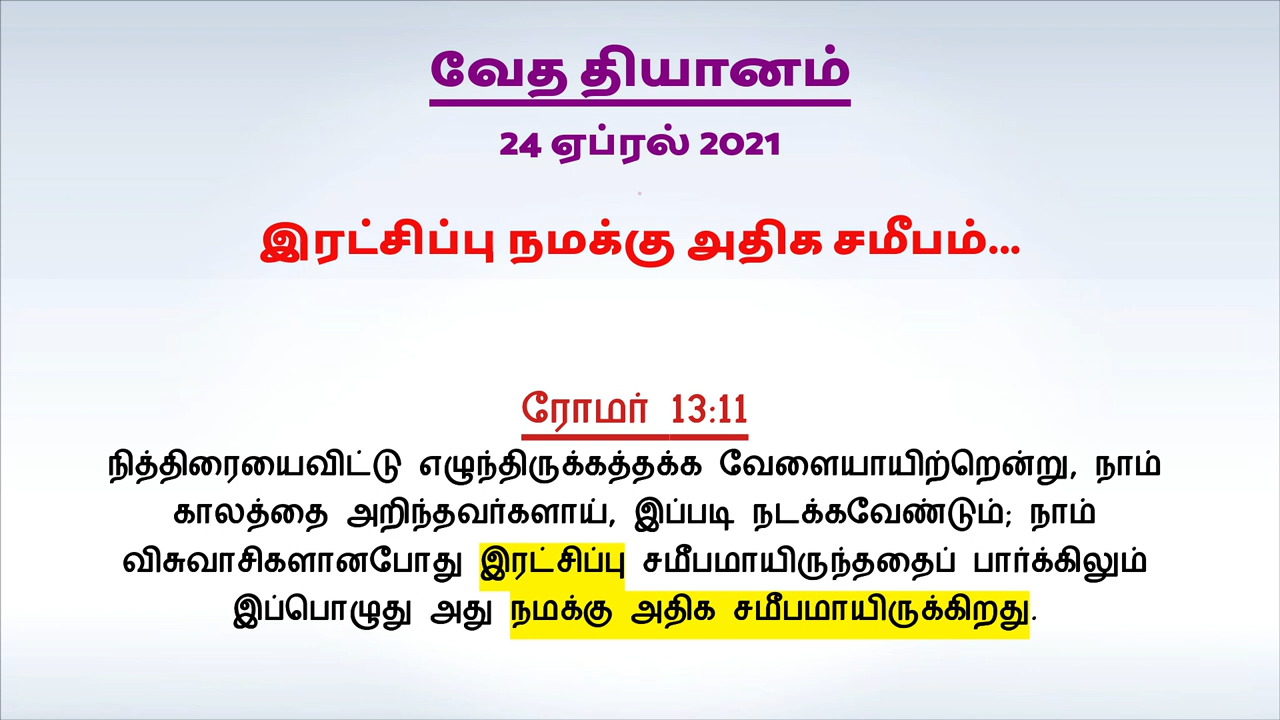 வேத தியானம்
24 ஏப்ரல் 2021
இரட்சிப்பு நமக்கு அதிக சமீபம்...
ரோமர் 13:11
நித்திரையைவிட்டு எழுந்திருக்கத்தக்க வேளையாயிற்றென்று, நாம்
காலத்தை அறிந்தவர்களாய், இப்படி நடக்கவேண்டும்; நாம்
விசுவாசிகளானபோது இரட்சிப்பு சமீபமாயிருந்ததைப் பார்க்கிலும்
இப்பொழுது அது நமக்கு அதிக சமீபமாயிருக்கிறது.